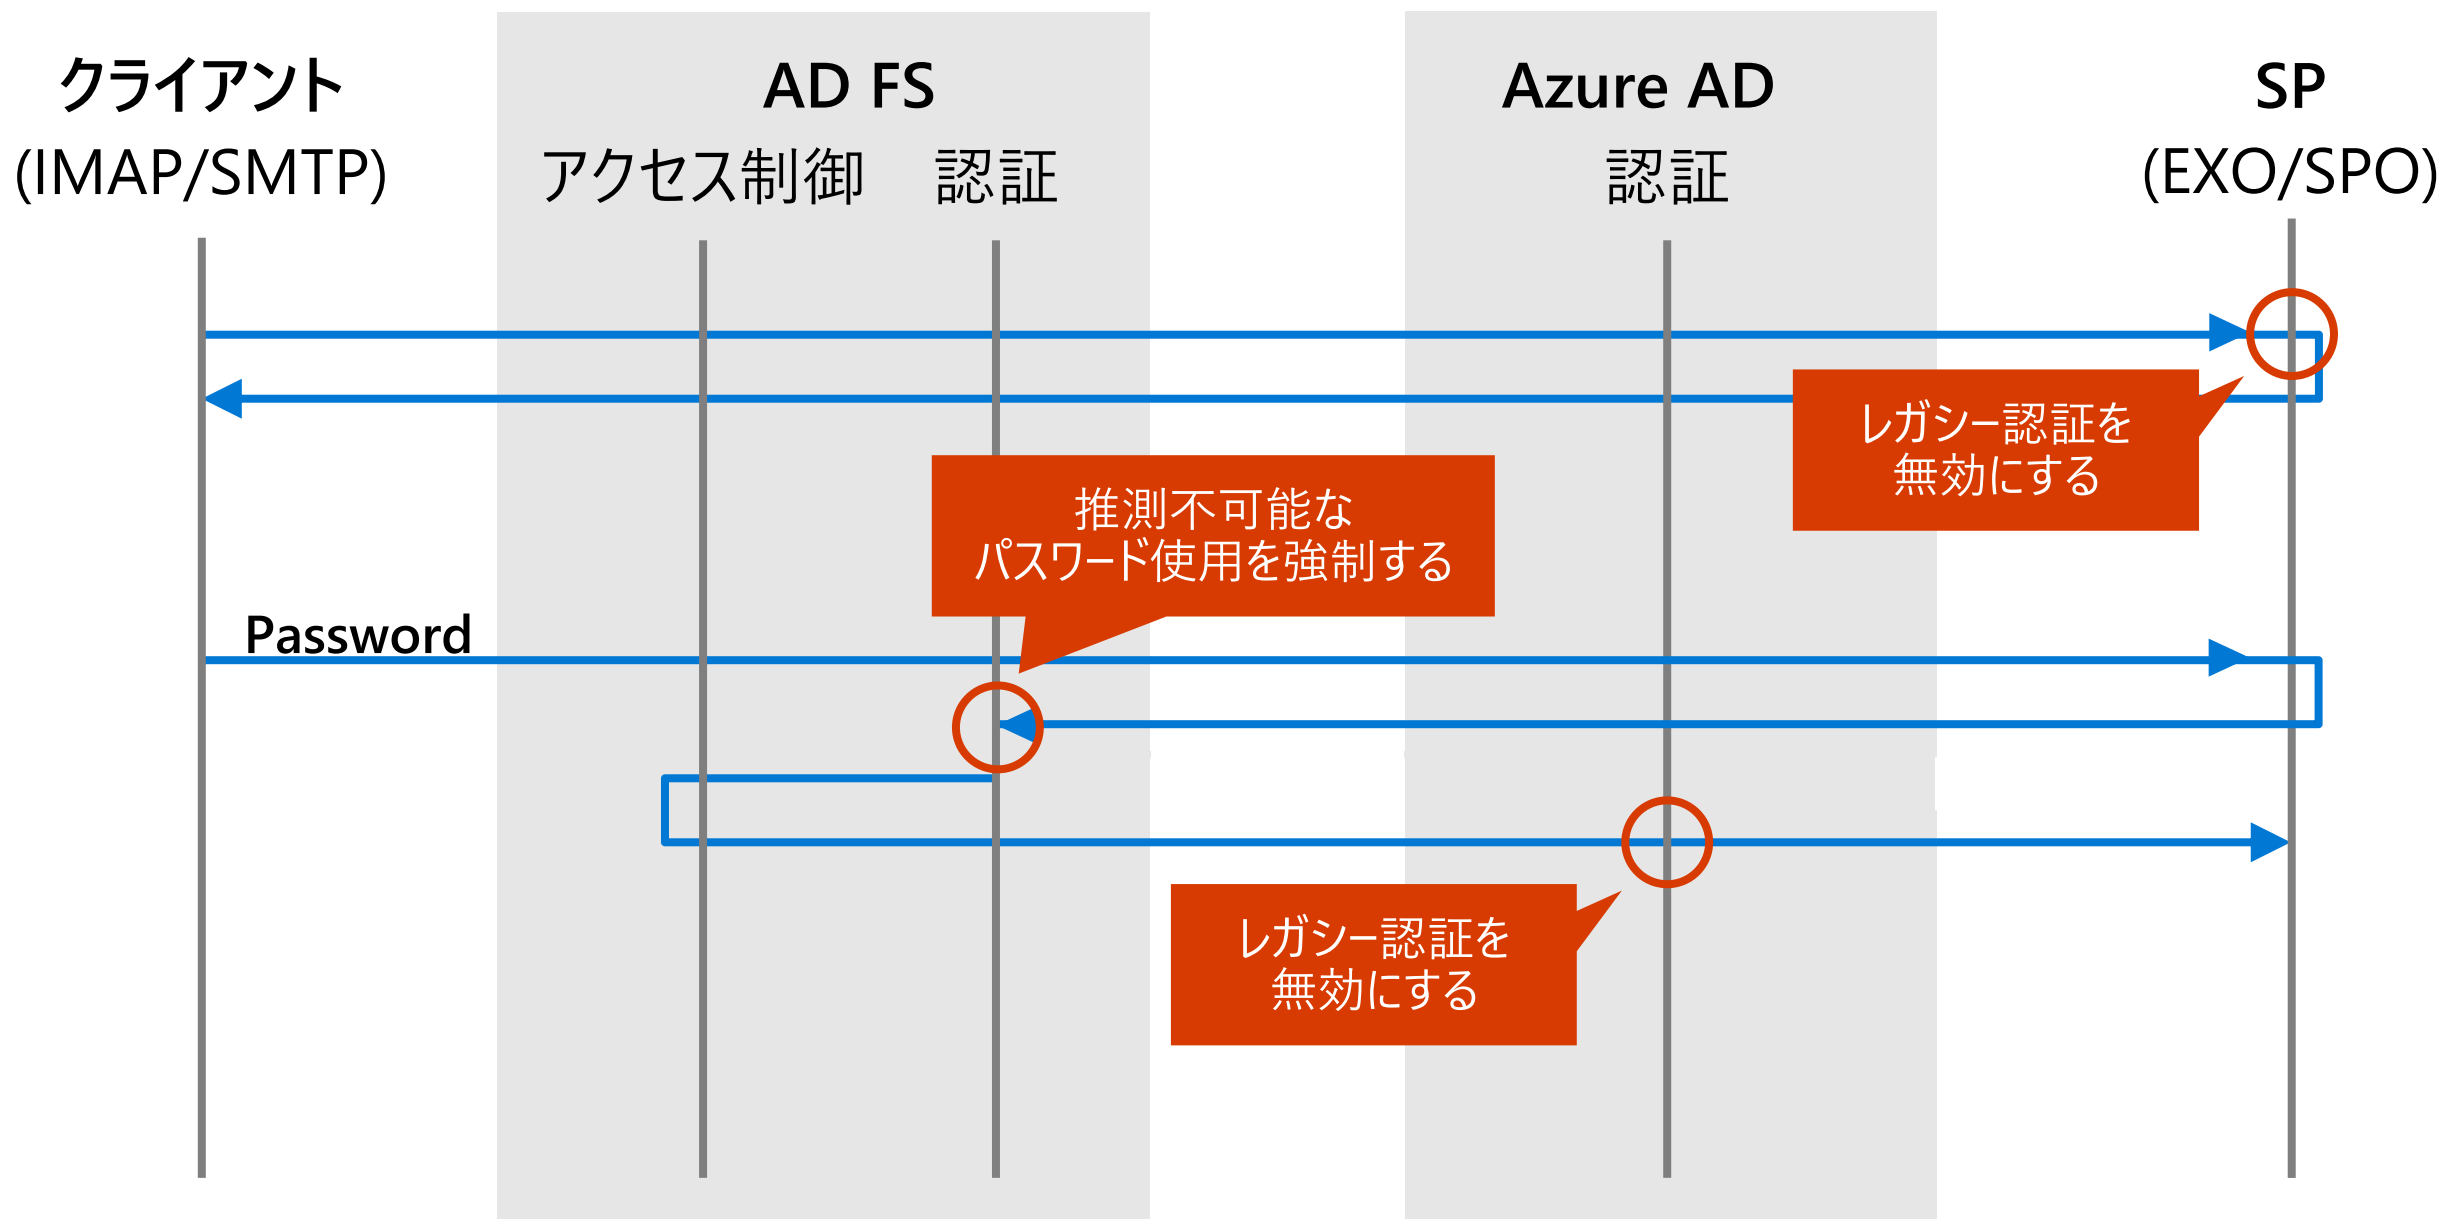 クライアント
(IMAP/SMTP)
AD FS
アクセス制御
認証
Azure AD
認証
SP
(EXO/SPO)
レガシー認証を
無効にする
推測不可能な
パスワード使用を強制する
Password
レガシー認証を
無効にする